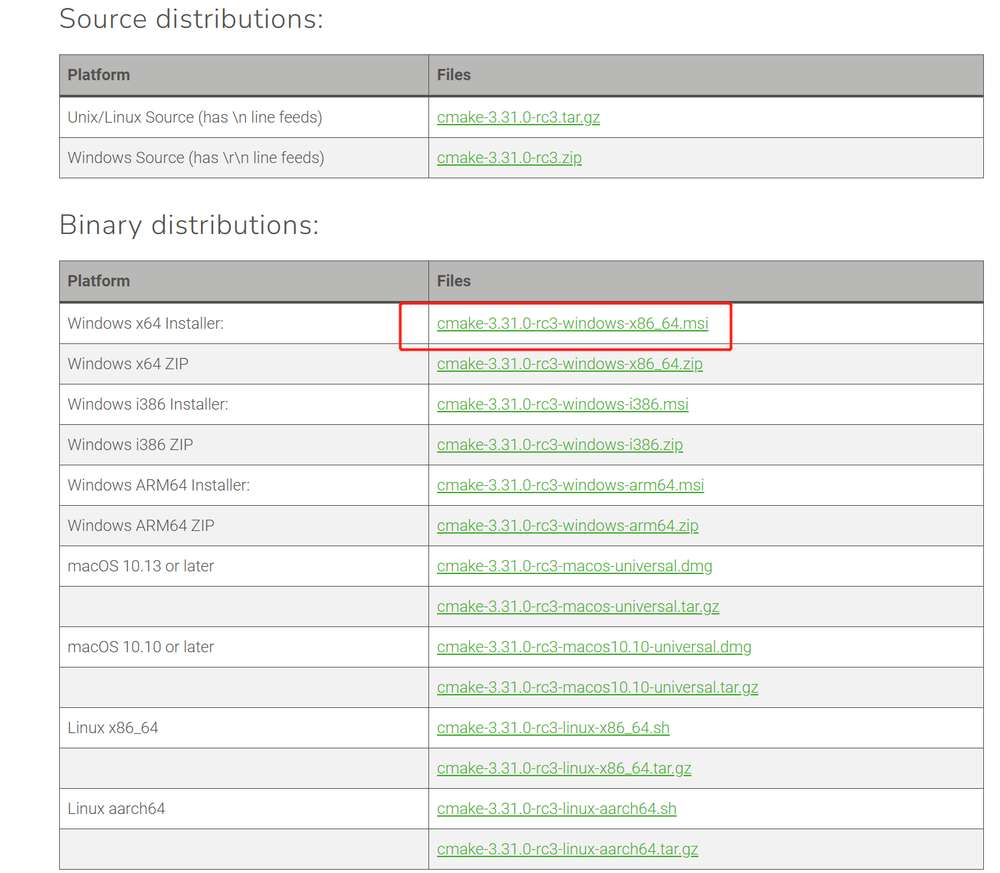 Source distributions:
Platform Files
Unix/Linux Source (has \n line feeds) cmake-3.31.0-rc3.tar.gz
Windows Source (has \r\n line feeds) cmake-3.31.0-rc3.zip
Binary distributions:
Platform Files
Windows x64 Installer: cmake-3.31.0-rc3-windows-x86_64.msi
Windows x64 ZIP cmake-3.31.0-rc3-windows-x86_64.zip
Windows i386 Installer: cmake-3.31.0-rc3-windows-i386.msi
Windows i386 ZIP cmake-3.31.0-rc3-windows-i386.zip
Windows ARM64 Installer: cmake-3.31.0-rc3-windows-arm64.msi
Windows ARM64 ZIP cmake-3.31.0-rc3-windows-arm64.zip
macOS 10.13 or later cmake-3.31.0-rc3-macos-universal.dmg
cmake-3.31.0-rc3-macos-universal.tar.gz
macOS 10.10 or later cmake-3.31.0-rc3-macos10.10-universal.dmg
cmake-3.31.0-rc3-macos10.10-universal.tar.gz
Linux x86_64 cmake-3.31.0-rc3-linux-x86_64.sh
cmake-3.31.0-rc3-linux-x86_64.tar.gz
Linux aarch64 cmake-3.31.0-rc3-linux-aarch64.sh
cmake-3.31.0-rc3-linux-aarch64.tar.gz